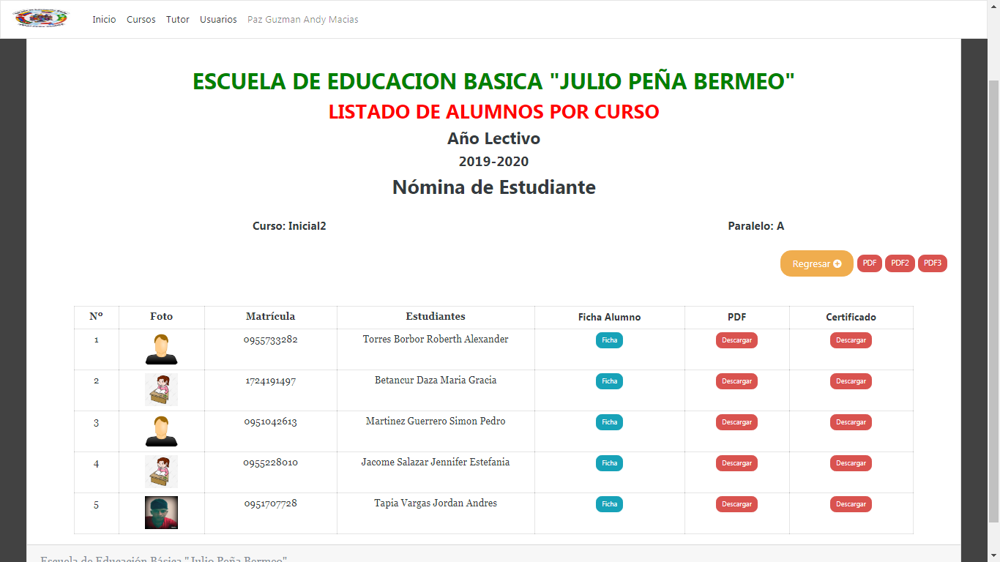 Inicio Cursos Tutor Usuarios Paz Guzman Andy Macias
ESCUELA DE EDUCACION BASICA "JULIO PEÑA BERMEO"
LISTADO DE ALUMNOS POR CURSO
Año Lectivo
2019-2020
Nómina de Estudiante
Curso: Inicial2 Paralelo: A
Regresar PDF PDF2 PDF3
Nº Foto Matrícula Estudiantes Ficha Alumno PDF Certificado
1 0955733282 Torres Borbor Roberth Alexander Ficha Descargar Descargar
2 1724191497 Betancur Daza Maria Gracia Ficha Descargar Descargar
3 0951042613 Martinez Guerrero Simon Pedro Ficha Descargar Descargar
4 0955228010 Jacome Salazar Jennifer Estefania Ficha Descargar Descargar
5 0951707728 Tapia Vargas Jordan Andres Ficha Descargar Descargar
Escuela de Educación Básica "Julio Peña Bermeo"